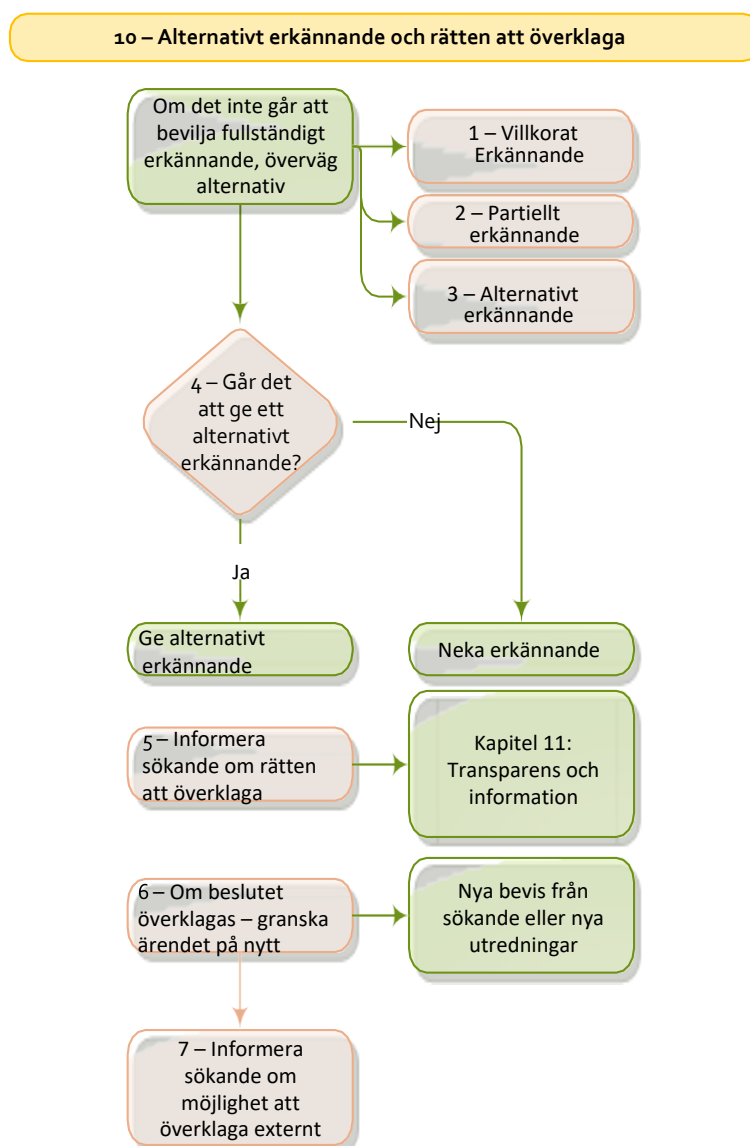 10 – Alternativt erkännande och rätten att överklaga
Om det inte går att
bevilja fullständigt
erkännande, överväg
alternativ
1 – Villkorat
Erkännande
2 – Partiellt
erkännande
3 – Alternativt
erkännande
4 – Går det
att ge ett
alternativt
erkännande?
Nej
Ja
Ge alternativt
erkännande
Neka erkännande
5 – Informera
sökande om rätten
att överklaga
Kapitel 11:
Transparens och
information
6 – Om beslutet
överklagas – granska
ärendet på nytt
Nya bevis från
sökande eller nya
utredningar
7 – Informera
sökande om
möjlighet att
överklaga externt